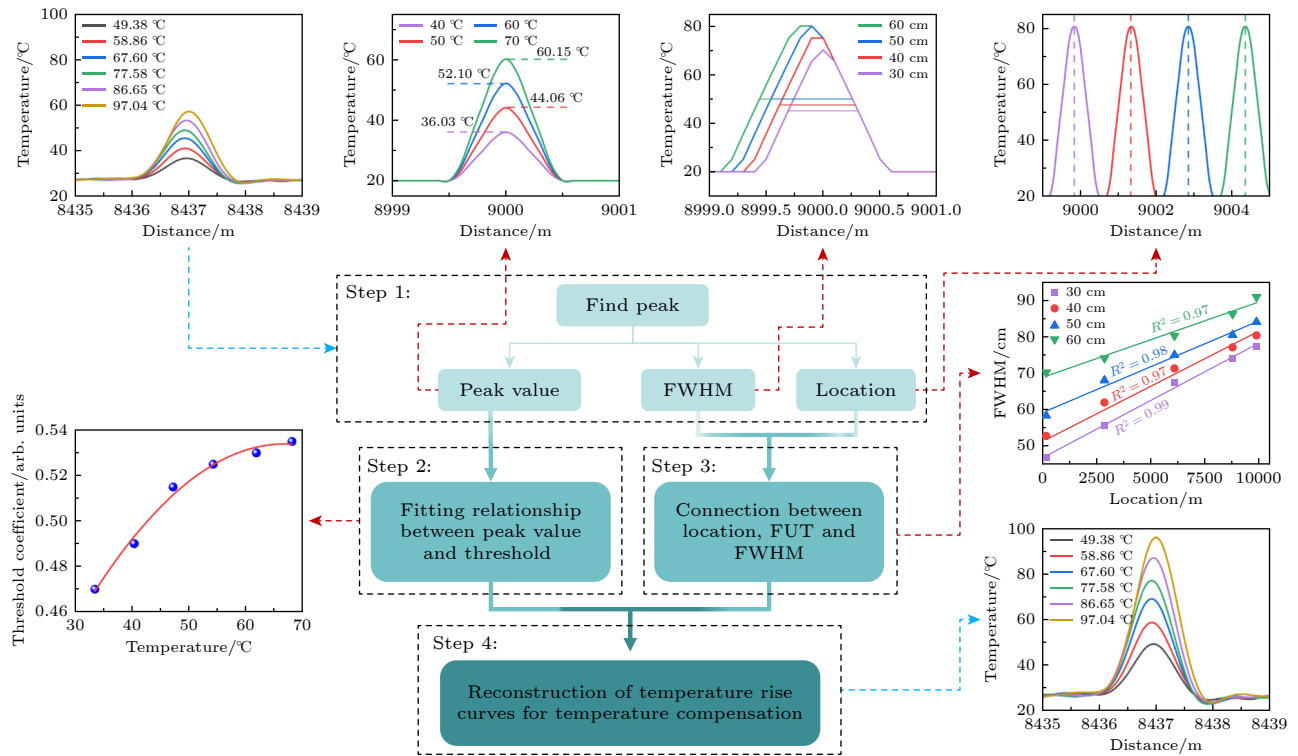 100
80
60
40
20
Temperature/℃
49.38 ℃
58.86 ℃
67.60 ℃
77.58 ℃
86.65 ℃
97.04 ℃
8435 8436 8437 8438 8439
Distance/m
60
40
20
Temperature/℃
40 ℃ 60 ℃
50 ℃ 70 ℃
60.15 ℃
52.10 ℃
44.06 ℃
36.03 ℃
8999 9000 9001
Distance/m
80
60
40
20
Temperature/℃
60 cm
50 cm
40 cm
30 cm
8999.0 8999.5 9000.0 9000.5 9001.0
Distance/m
80
60
40
20
Temperature/℃
9000 9002 9004
Distance/m
Step 1:
Find peak
Peak value
FWHM
Location
90
80
70
60
50
FWHM/cm
30 cm
40 cm
50 cm
60 cm
R² = 0.97
R² = 0.98
R² = 0.97
R² = 0.99
0 2500 5000 7500 10000
Location/m
0.54
0.52
0.50
0.48
0.46
Threshold coefficient/arb. units
30 40 50 60 70
Temperature/℃
Step 2:
Fitting relationship
between peak value
and threshold
Step 3:
Connection between
location, FUT and
FWHM
Step 4:
Reconstruction of temperature rise
curves for temperature compensation
100
80
60
40
20
Temperature/℃
49.38 ℃
58.86 ℃
67.60 ℃
77.58 ℃
86.65 ℃
97.04 ℃
8435 8436 8437 8438 8439
Distance/m